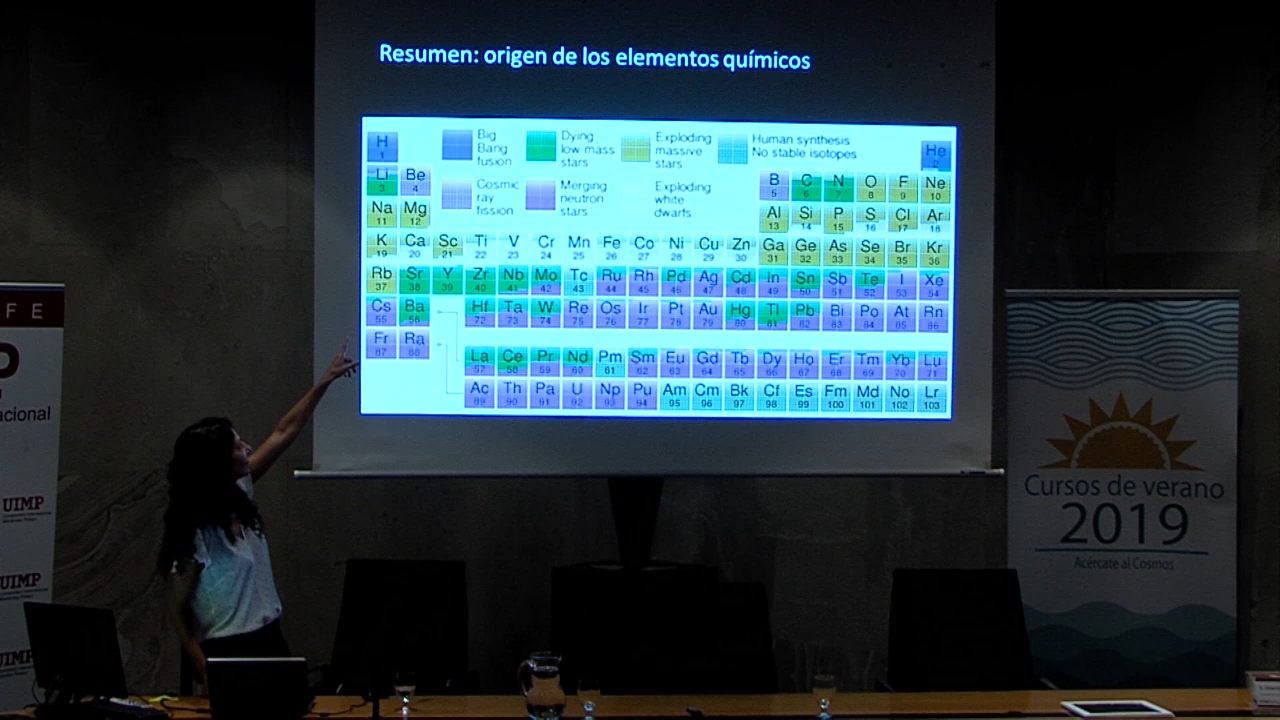 Resumen: origen de los elementos químicos
H 1
Big Bang fusion
Dying low mass stars
Exploding massive stars
Human synthesis No stable isotopes
He 2
Li 3 Be 4
Cosmic ray fission
Merging neutron stars
Exploding white dwarfs
B 5 C 6 N 7 O 8 F 9 Ne 10
Na 11 Mg 12 Al 13 Si 14 P 15 S 16 Cl 17 Ar 18
K 19 Ca 20 Sc 21 Ti 22 V 23 Cr 24 Mn 25 Fe 26 Co 27 Ni 28 Cu 29 Zn 30 Ga 31 Ge 32 As 33 Se 34 Br 35 Kr 36
Rb 37 Sr 38 Y 39 Zr 40 Nb 41 Mo 42 Tc 43 Ru 44 Rh 45 Pd 46 Ag 47 Cd 48 In 49 Sn 50 Sb 51 Te 52 I 53 Xe 54
Cs 55 Ba 56 Hf 72 Ta 73 W 74 Re 75 Os 76 Ir 77 Pt 78 Au 79 Hg 80 Tl 81 Pb 82 Bi 83 Po 84 At 85 Rn 86
Fr 87 Ra 88
La 57 Ce 58 Pr 59 Nd 60 Pm 61 Sm 62 Eu 63 Gd 64 Tb 65 Dy 66 Ho 67 Er 68 Tm 69 Yb 70 Lu 71
Ac 89 Th 90 Pa 91 U 92 Np 93 Pu 94 Am 95 Cm 96 Bk 97 Cf 98 Es 99 Fm 100 Md 101 No 102 Lr 103
F E
acional
UIMP
UIMP
UIMP
Cursos de verano
2019
Acércate al Cosmos